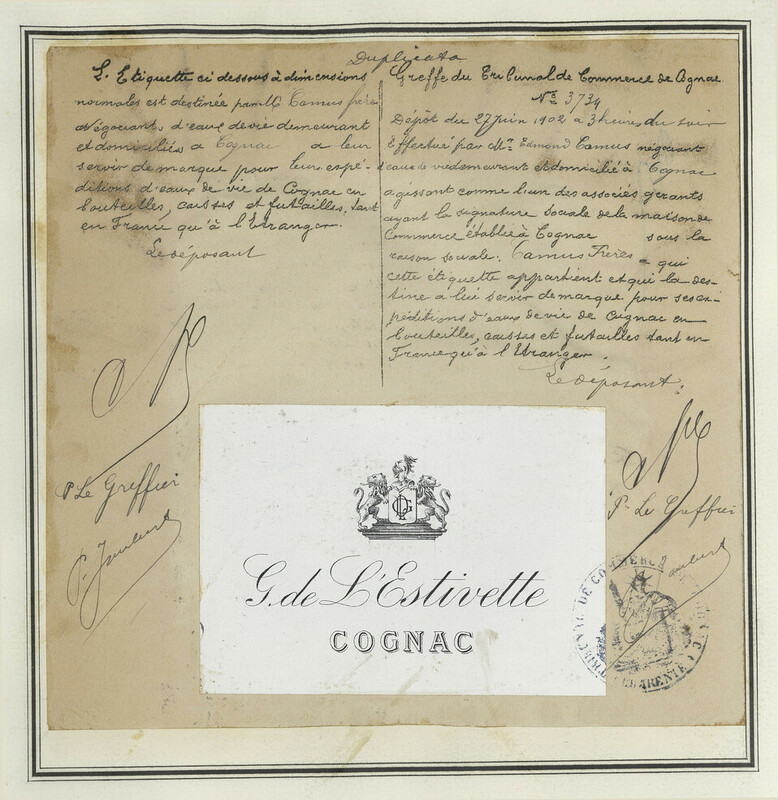 Duplicata
L'Etiquette ci dessous à dimensions
normales est destinée par MM Camus frères
Négociants d'eaux de vie demeurant
et domiciliés à Cognac à leur
servir de marque pour leurs expé-
ditions d'eaux de vie de Cognac en
bouteilles, caisses et futailles, tant
en France qu'à l'Etranger.
Le déposant
P Le Greffier
Greffe du Tribunal de Commerce de Cognac
No 3734
Dépôt du 27 juin 1902 à 3 heures du soir
Effectué par Mr. Edmond Camus négociant
eaux de vie demeurant et domicilié à Cognac
agissant comme l'un des associés gérants
ayant la signature sociale de la maison de
Commerce établie à Cognac sous la
raison sociale: Camus Frères = qui
cette étiquette appartient et qui la des-
tine à lui servir de marque pour ses ex-
péditions d'eaux de vie de Cognac en
bouteilles, caisses et futailles tant en
France qu'à l'Etranger.
Le déposant:
Pr Le Greffier
G. de L'Estivette
COGNAC
DE COMMERCE
CHARENTE